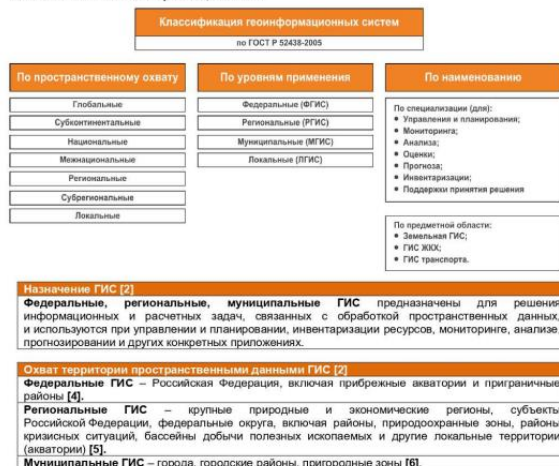 Классификация геоинформационных систем
по ГОСТ Р 52438-2005
По пространственному охвату
Глобальные
Субконтинентальные
Национальные
Межнациональные
Региональные
Субрегиональные
Локальные
По уровням применения
Федеральные (ФГИС)
Региональные (РГИС)
Муниципальные (МГИС)
Локальные (ЛГИС)
По наименованию
По специализации (для):
• Управления и планирования;
• Мониторинга;
• Анализа;
• Оценки;
• Прогноза;
• Инвентаризации;
• Поддержки принятия решения
По предметной области:
• Земельная ГИС;
• ГИС ЖКХ;
• ГИС транспорта.
Назначение ГИС [2]
Федеральные, региональные, муниципальные ГИС предназначены для решения
информационных и расчетных задач, связанных с обработкой пространственных данных,
и используются при управлении и планировании, инвентаризации ресурсов, мониторинге, анализе,
прогнозировании и других конкретных приложениях.
Охват территории пространственными данными ГИС [2]
Федеральные ГИС – Российская Федерация, включая прибрежные акватории и приграничные
районы [4].
Региональные ГИС – крупные природные и экономические регионы, субъекты
Российской Федерации, федеральные округа, включая районы, природоохранные зоны, районы
кризисных ситуаций, бассейны добычи полезных ископаемых и другие локальные территории
(акватории) [5].
Муниципальные ГИС – города, городские районы, пригородные зоны [6].